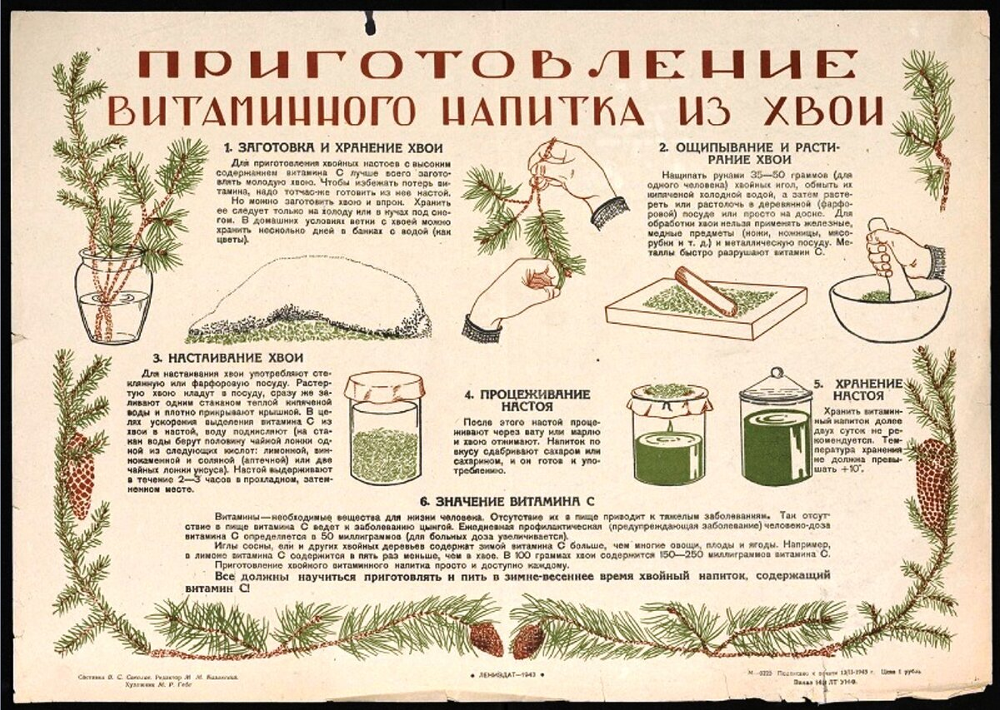 ПРИГОТОВЛЕНИЕ
ВИТАМИННОГО НАПИТКА ИЗ ХВОИ
1. ЗАГОТОВКА И ХРАНЕНИЕ ХВОИ
Для приготовления хвойных настоев с высоким
содержанием витамина С лучше всего загото-
влять молодую хвою. Чтобы избежать потерь ви-
тамина, надо тотчас-же готовить из нее настой.
Но можно заготовить хвою и впрок. Хранить
ее следует только на холоду или в кучах под сне-
гом. В домашних условиях ветки с хвоей можно
хранить несколько дней в банках с водой (как
цветы).
2. ОЩИПЫВАНИЕ И РАСТИ-
РАНИЕ ХВОИ
Нащипать руками 35—50 граммов (для
одного человека) хвойных игол, обмыть их
кипяченой холодной водой, а затем расте-
реть или растолочь в деревянной (фарфо-
ровой) посуде или просто на доске. Для
обработки хвои нельзя применять железные,
медные предметы (ножи, ножницы, мясо-
рубки и т. д.) и металлическую посуду. Ме-
таллы быстро разрушают витамин С.
3. НАСТАИВАНИЕ ХВОИ
Для настаивания хвои употребляют сте-
клянную или фарфоровую посуду. Растер-
тую хвою кладут в посуду, сразу же за-
ливают одним стаканом теплой кипяченой
воды и плотно прикрывают крышкой. В це-
лях ускорения выделения витамина С из
хвои в настой, воду подкисляют (на ста-
кан воды берут половину чайной ложки од-
ной из следующих кислот: лимонной, вин-
нокаменной и соляной (аптечной) или две
чайных ложки уксуса). Настой выдерживают
в течение 2—3 часов в прохладном, затем-
ненном месте.
4. ПРОЦЕЖИВАНИЕ
НАСТОЯ
После этого настой проце-
живают через вату или марлю
и хвою отжимают. Напиток по
вкусу сдабривают сахаром или
сахарином, и он готов к упо-
треблению.
5. ХРАНЕНИЕ
НАСТОЯ
Хранить витамин-
ный напиток долее
двух суток не ре-
комендуется. Тем-
пература хранения
не должна превы-
шать +10°.
6. ЗНАЧЕНИЕ ВИТАМИНА С
Витамины—необходимые вещества для жизни человека. Отсутствие их в пище приводит к тяжелым заболеваниям. Так отсут-
ствие в пище витамина С ведет к заболеванию цынгой. Ежедневная профилактическая (предупреждающая заболевание) человеко-доза
витамина С определяется в 50 миллиграммов (для больных доза увеличивается).
Иглы сосны, ели и других хвойных деревьев содержат зимой витамина С больше, чем многие овощи, плоды и ягоды. Например,
в лимоне витамина С содержится в пять раз меньше, чем в хвое. В 100 граммах хвои содержится 150—250 миллиграммов витамина С.
Приготовление хвойного витаминного напитка просто и доступно каждому.
Все должны научиться приготовлять и пить в зимне-весеннее время хвойный напиток, содержащий
витамин С!
Составил В. С. Соколов. Редактор М. М.
Художник М. Р. Габе
• ЛЕНИЗДАТ—1943 •
Подписано к печати 1943 г. Цена 1 рубль
Заказ